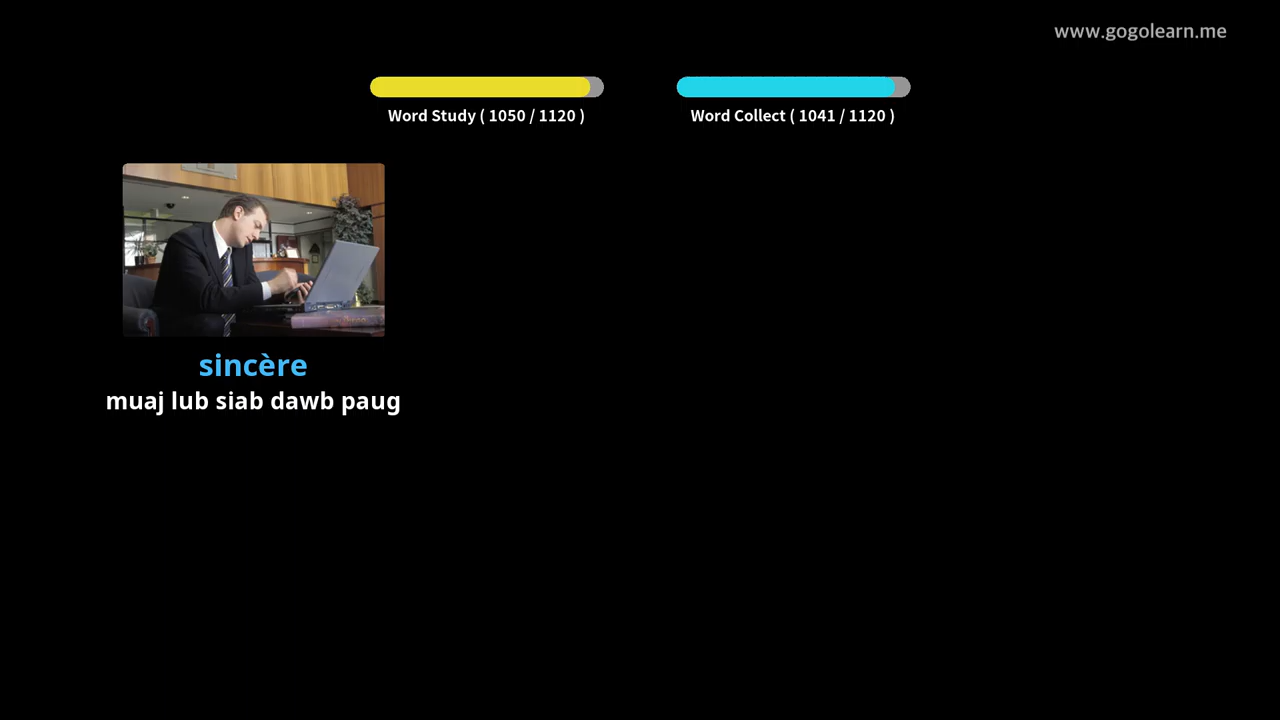 www.gogolearn.me
Word Study ( 1050 / 1120 )
Word Collect ( 1041 / 1120 )
sincère
muaj lub siab dawb paug